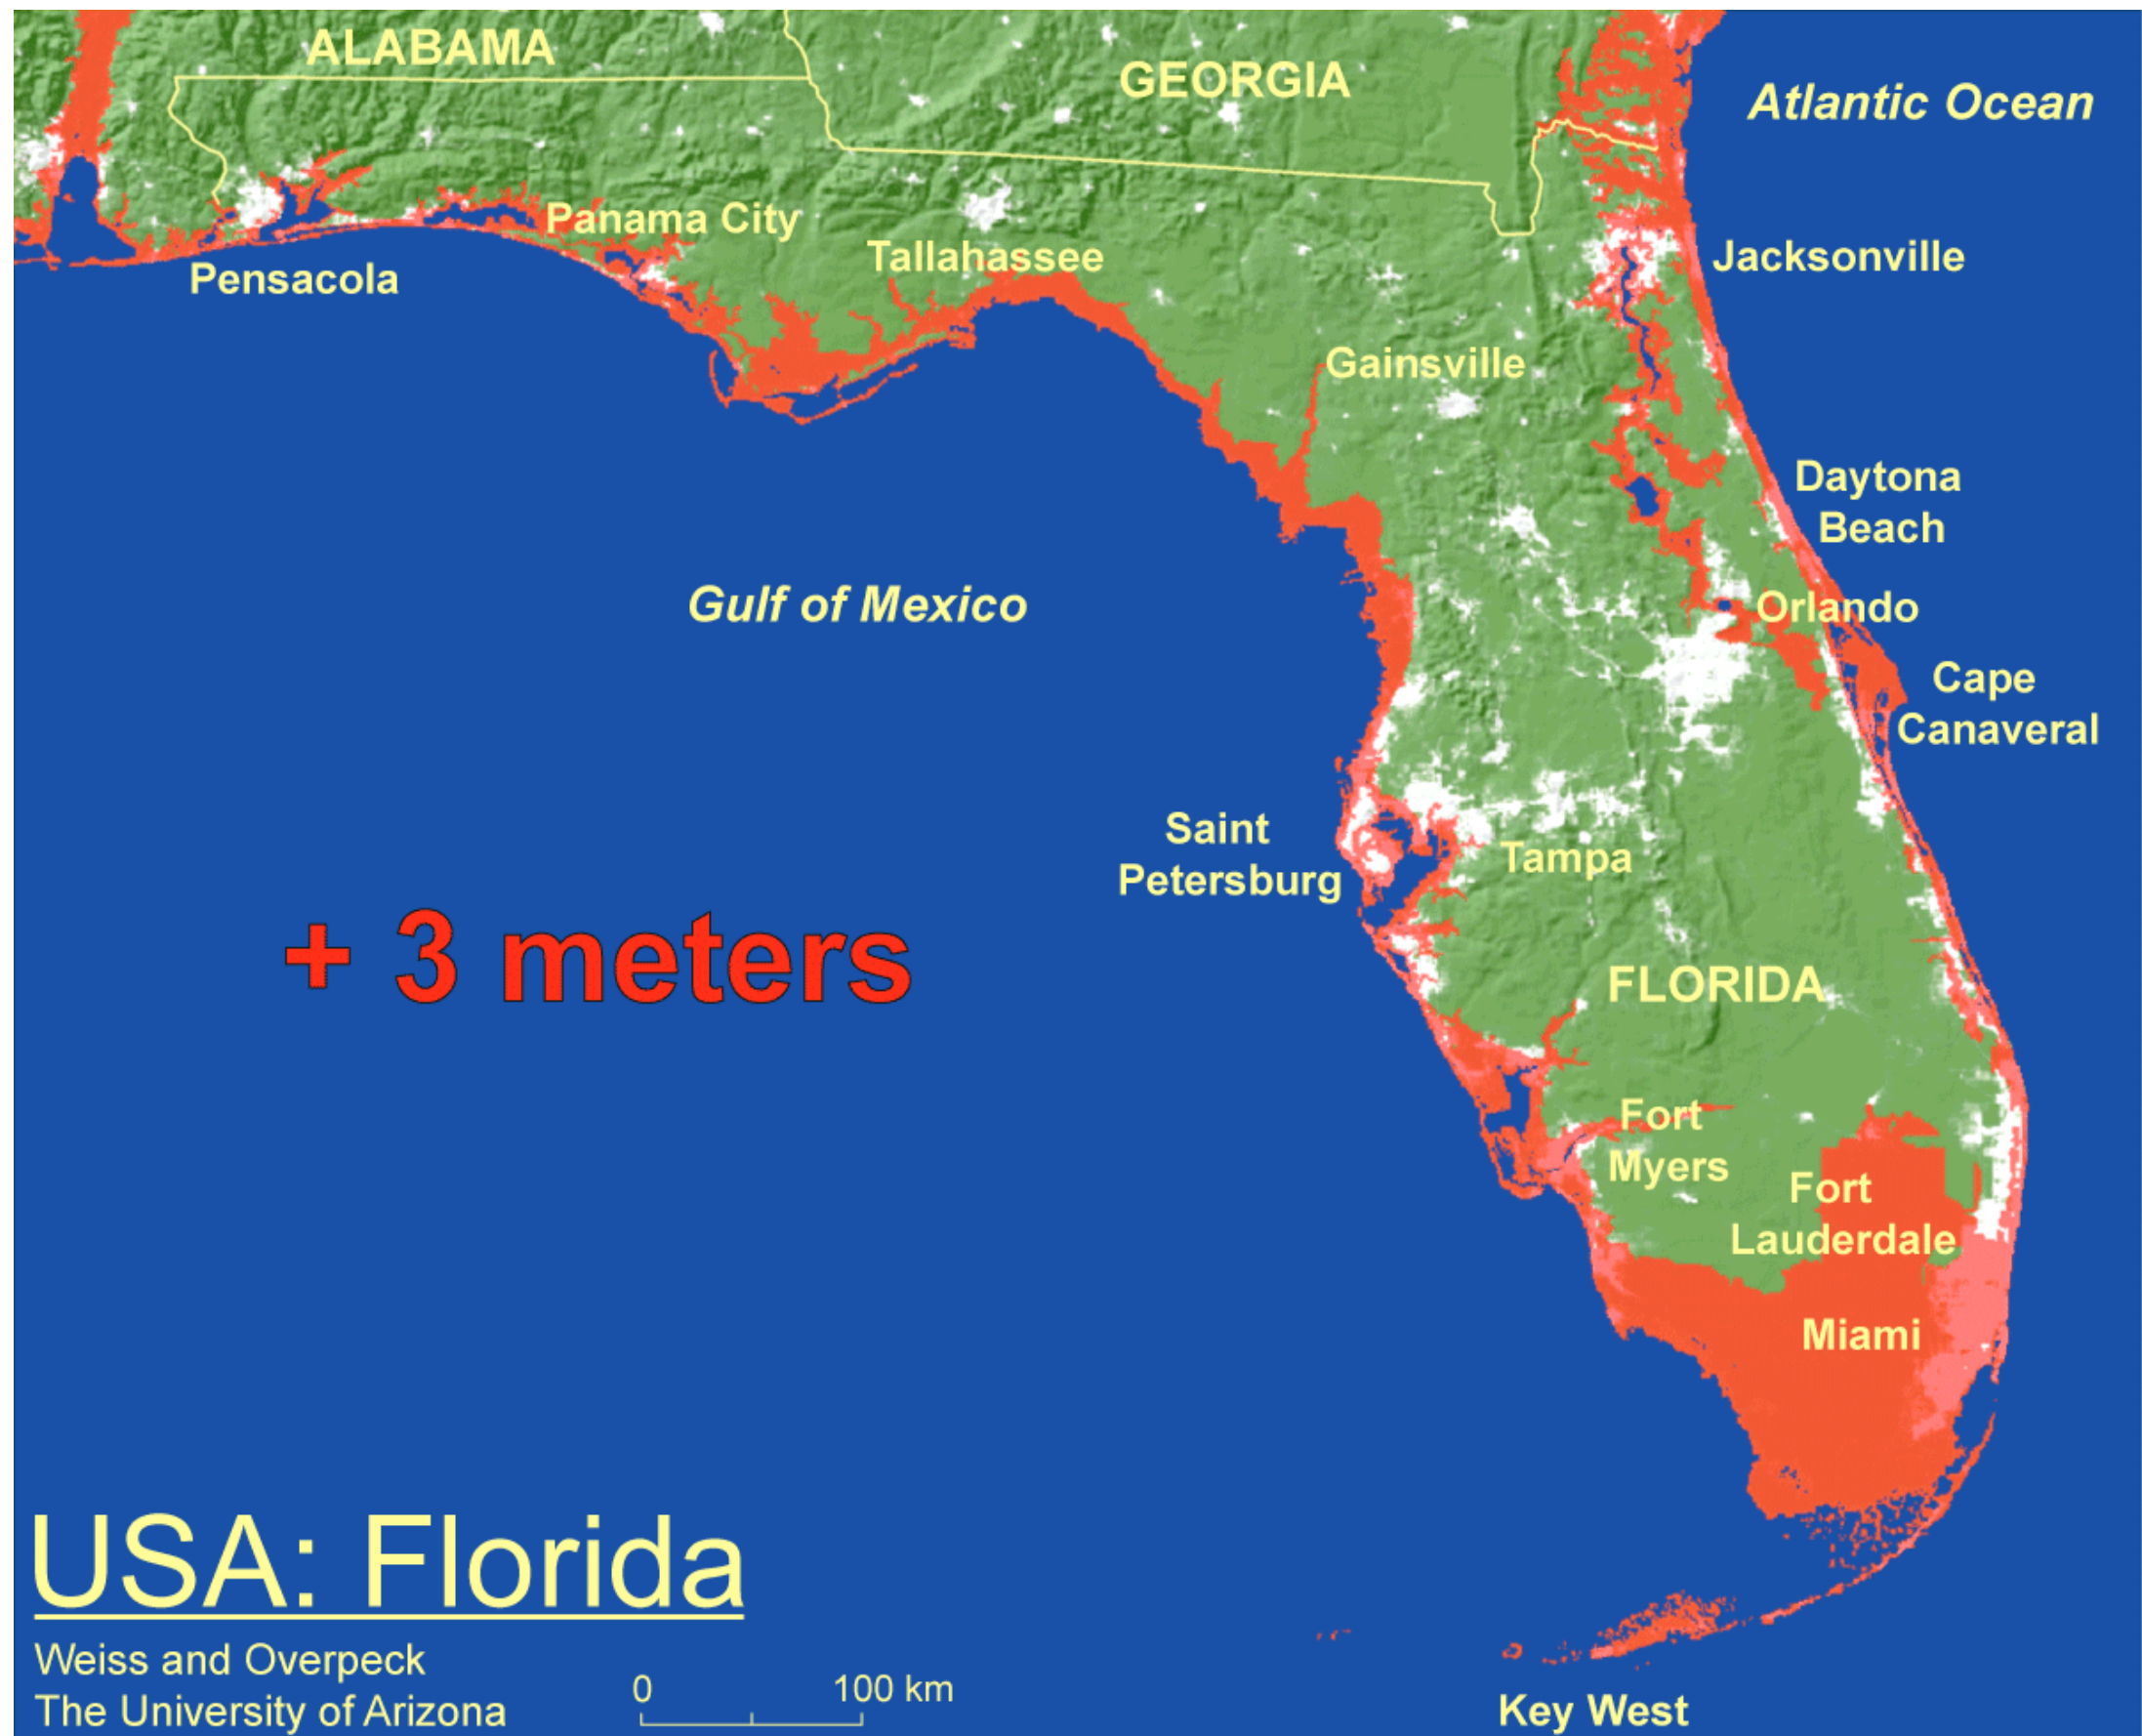 ALABAMA
GEORGIA
Atlantic Ocean
Panama City
Pensacola
Tallahassee
Jacksonville
Gainsville
Daytona
Beach
Gulf of Mexico
Orlando
Cape
Canaveral
Saint
Petersburg
Tampa
+ 3 meters
FLORIDA
Fort
Myers
Fort
Lauderdale
Miami
USA: Florida
Weiss and Overpeck
The University of Arizona
0 100 km
Key West